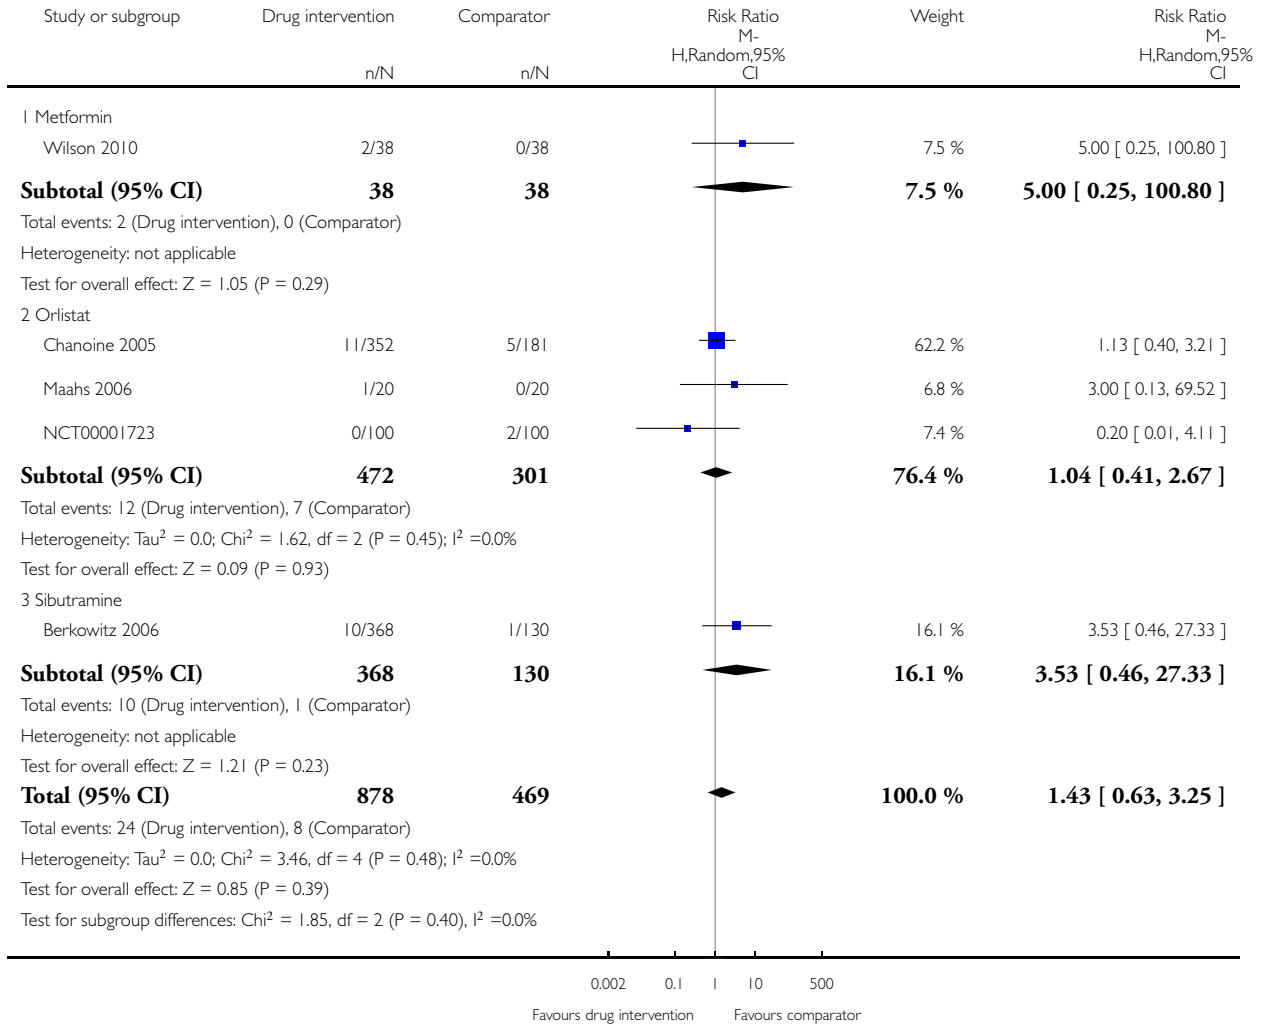 Study or subgroup Drug intervention Comparator Risk Ratio Weight Risk Ratio
M- M-
H,Random,95% H,Random,95%
n/N n/N CI CI
1 Metformin
Wilson 2010 2/38 0/38 7.5 % 5.00 [ 0.25, 100.80 ]
Subtotal (95% CI) 38 38 7.5 % 5.00 [ 0.25, 100.80 ]
Total events: 2 (Drug intervention), 0 (Comparator)
Heterogeneity: not applicable
Test for overall effect: Z = 1.05 (P = 0.29)
2 Orlistat
Chanoine 2005 11/352 5/181 62.2 % 1.13 [ 0.40, 3.21 ]
Maahs 2006 1/20 0/20 6.8 % 3.00 [ 0.13, 69.52 ]
NCT00001723 0/100 2/100 7.4 % 0.20 [ 0.01, 4.11 ]
Subtotal (95% CI) 472 301 76.4 % 1.04 [ 0.41, 2.67 ]
Total events: 12 (Drug intervention), 7 (Comparator)
Heterogeneity: Tau² = 0.0; Chi² = 1.62, df = 2 (P = 0.45); I² =0.0%
Test for overall effect: Z = 0.09 (P = 0.93)
3 Sibutramine
Berkowitz 2006 10/368 1/130 16.1 % 3.53 [ 0.46, 27.33 ]
Subtotal (95% CI) 368 130 16.1 % 3.53 [ 0.46, 27.33 ]
Total events: 10 (Drug intervention), 1 (Comparator)
Heterogeneity: not applicable
Test for overall effect: Z = 1.21 (P = 0.23)
Total (95% CI) 878 469 100.0 % 1.43 [ 0.63, 3.25 ]
Total events: 24 (Drug intervention), 8 (Comparator)
Heterogeneity: Tau² = 0.0; Chi² = 3.46, df = 4 (P = 0.48); I² =0.0%
Test for overall effect: Z = 0.85 (P = 0.39)
Test for subgroup differences: Chi² = 1.85, df = 2 (P = 0.40), I² =0.0%
0.002 0.1 1 10 500
Favours drug intervention Favours comparator